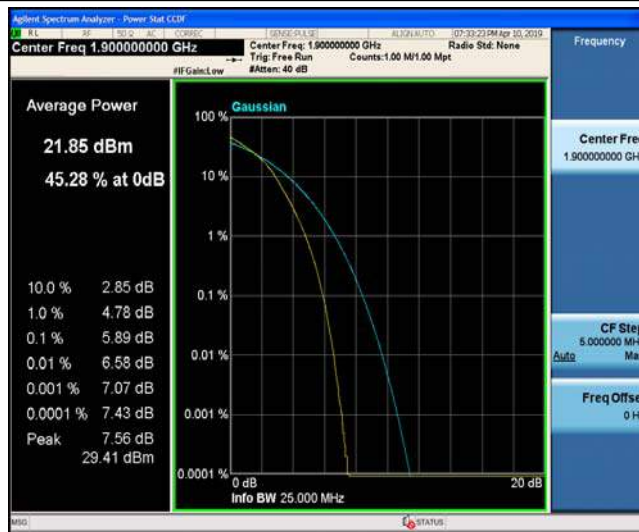 Agilent Spectrum Analyzer - Power Stat CCDF
RL RF 50 Ω AC CORREC SENSE:PULSE ALIGN AUTO 07:33:23 PM Apr 10, 2019
Center Freq 1.900000000 GHz
Center Freq: 1.900000000 GHz Radio Std: None
Trig: Free Run Counts:1.00 M/1.00 Mpt
#IFGain:Low #Atten: 40 dB
Frequency
Average Power
21.85 dBm
45.28 % at 0dB
10.0 % 2.85 dB
1.0 % 4.78 dB
0.1 % 5.89 dB
0.01 % 6.58 dB
0.001 % 7.07 dB
0.0001 % 7.43 dB
Peak 7.56 dB
29.41 dBm
Gaussian
100 %
10 %
1 %
0.1 %
0.01 %
0.001 %
0.0001 %
0 dB 20 dB
Info BW 25.000 MHz
Center Fre
1.900000000 GH
CF Ste
5.000000 MH
Auto Ma
Freq Offse
0 H
MSG STATUS